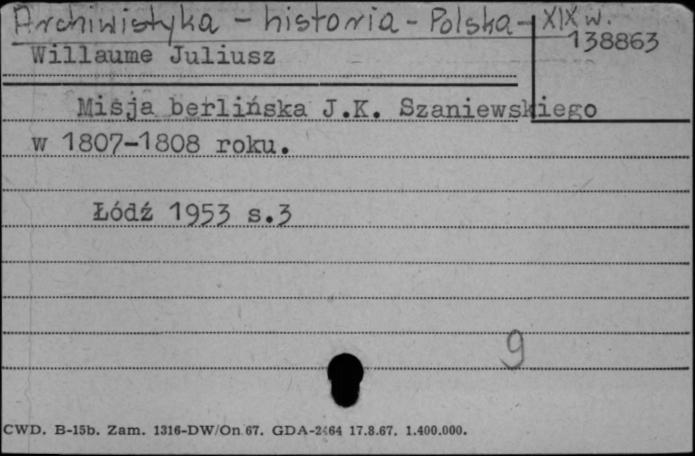 Archiwistyka - historia - Polska - XIX w.
138863
Willaume Juliusz
Misja berlińska J.K. Szaniewskiego
w 1807-1808 roku.
Łódź 1953 s.3
9
CWD. B-15b. Zam. 1316-DW/On 67. GDA-2464 17.8.67. 1.400.000.